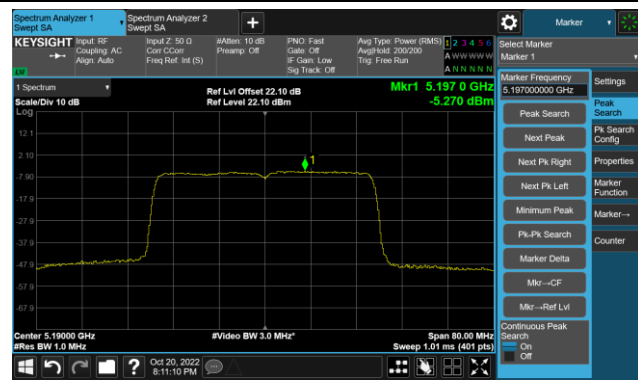 Spectrum Analyzer 1
Swept SA
Spectrum Analyzer 2
Swept SA
+
Marker
KEYSIGHT
Input: RF
Coupling: AC
Align: Auto
Input Z: 50 Ω
Corr CCorr
Freq Ref: Int (S)
#Atten: 10 dB
Preamp: Off
PNO: Fast
Gate: Off
IF Gain: Low
Sig Track: Off
Avg Type: Power (RMS)
Avg|Hold: 200/200
Trig: Free Run
1 2 3 4 5 6
A W W W W W
A N N N N N
LW
Select Marker
Marker 1
1 Spectrum
Scale/Div 10 dB
Ref Lvl Offset 22.10 dB
Ref Level 22.10 dBm
Mkr1 5.197 0 GHz
-5.270 dBm
Log
12.1
2.10
-7.90
-17.9
-27.9
-37.9
-47.9
-57.9
-67.9
1
Center 5.19000 GHz
#Res BW 1.0 MHz
#Video BW 3.0 MHz*
Span 80.00 MHz
Sweep 1.01 ms (401 pts)
Marker Frequency
5.197000000 GHz
Peak Search
Next Peak
Next Pk Right
Next Pk Left
Minimum Peak
Pk-Pk Search
Marker Delta
Mkr→CF
Mkr→Ref Lvl
Continuous Peak
Search
On
Off
Settings
Peak
Search
Pk Search
Config
Properties
Marker
Function
Marker→
Counter
?
Oct 20, 2022
8:11:10 PM